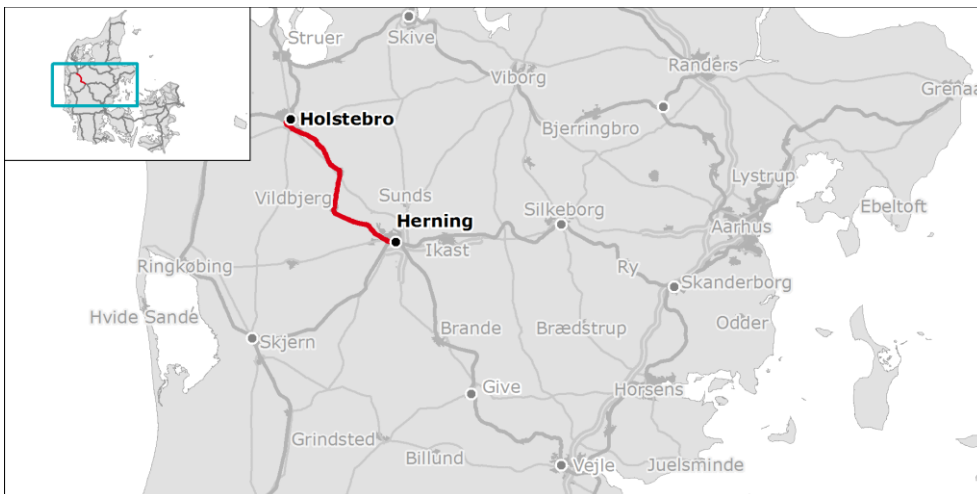 Struer
Skive
Randers
Viborg
Grenaa
Holstebro
Bjerringbro
Lystrup
Vildbjerg
Sunds
Silkeborg
Ebeltoft
Herning
Aarhus
Ikast
Ringkøbing
Ry
Skanderborg
Hvide Sande
Odder
Skjern
Brande
Brædstrup
Give
Horsens
Grindsted
Billund
Vejle
Juelsminde